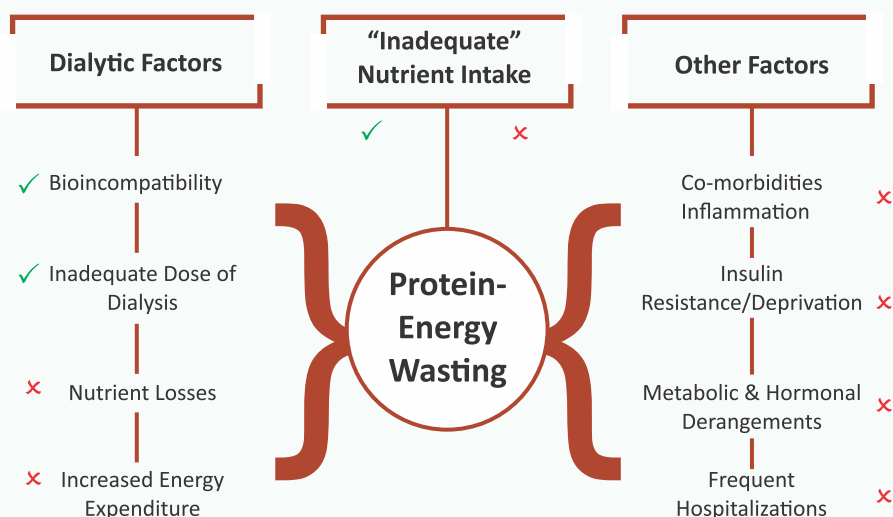 Dialytic Factors
“Inadequate”
Nutrient Intake
Other Factors
✓ ✗
✓ Bioincompatibility
✓ Inadequate Dose of
Dialysis
✗ Nutrient Losses
✗ Increased Energy
Expenditure
Protein-
Energy
Wasting
Co-morbidities
Inflammation ✗
Insulin
Resistance/Deprivation ✗
Metabolic & Hormonal
Derangements ✗
Frequent
Hospitalizations ✗